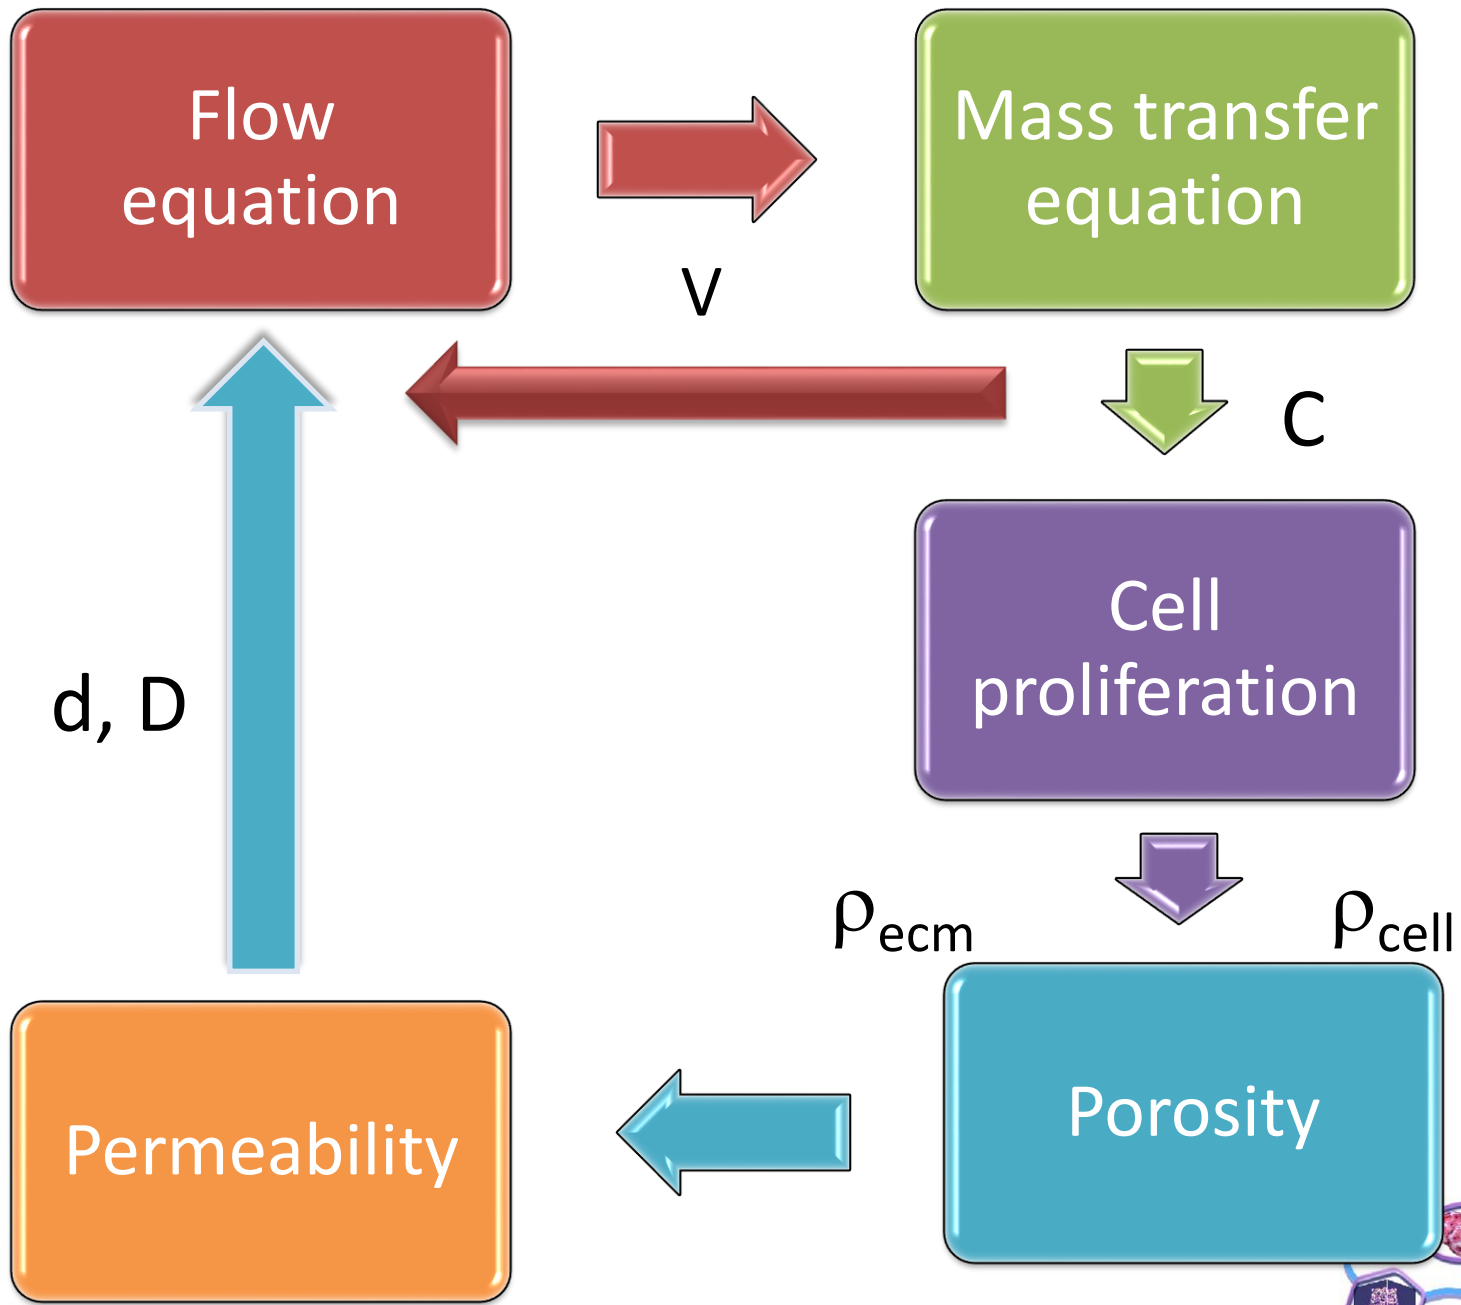 Flow
equation
Mass transfer
equation
V
C
Cell
proliferation
d, D
ρecm
ρcell
Porosity
Permeability